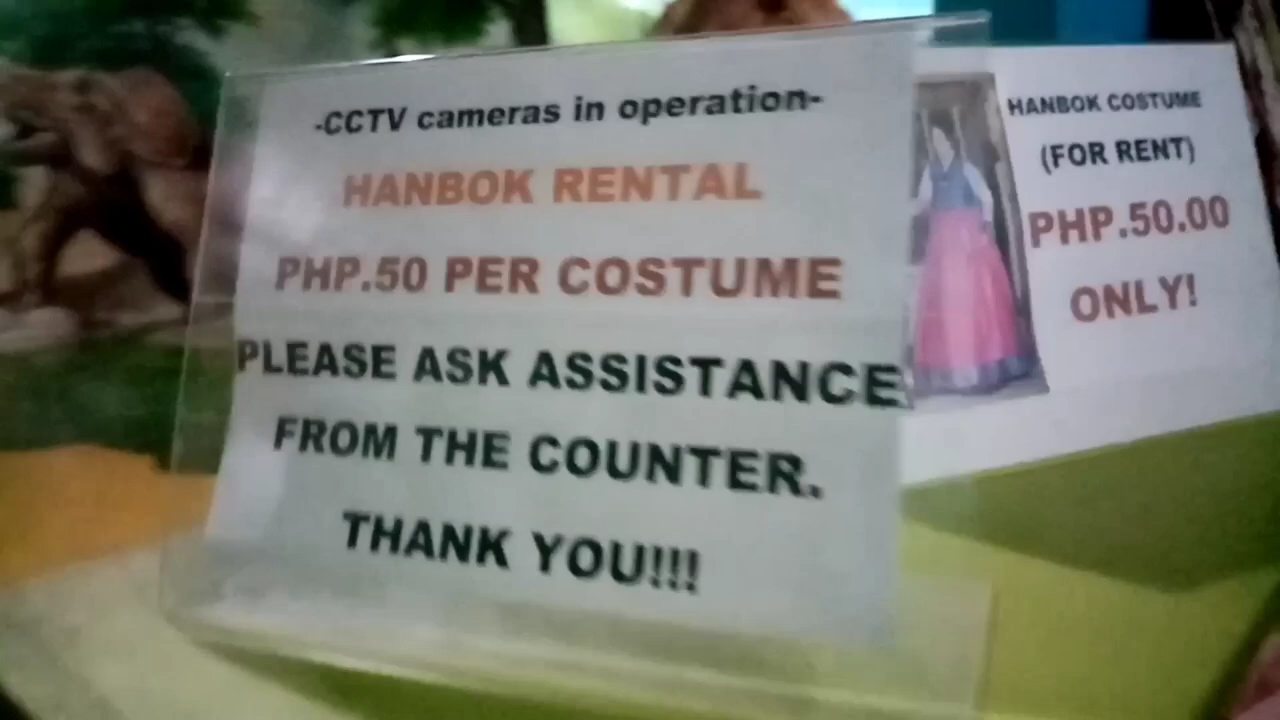 -CCTV cameras in operation-
HANBOK RENTAL
PHP.50 PER COSTUME
PLEASE ASK ASSISTANCE
FROM THE COUNTER.
THANK YOU!!!
HANBOK COSTUME
(FOR RENT)
PHP.50.00
ONLY!